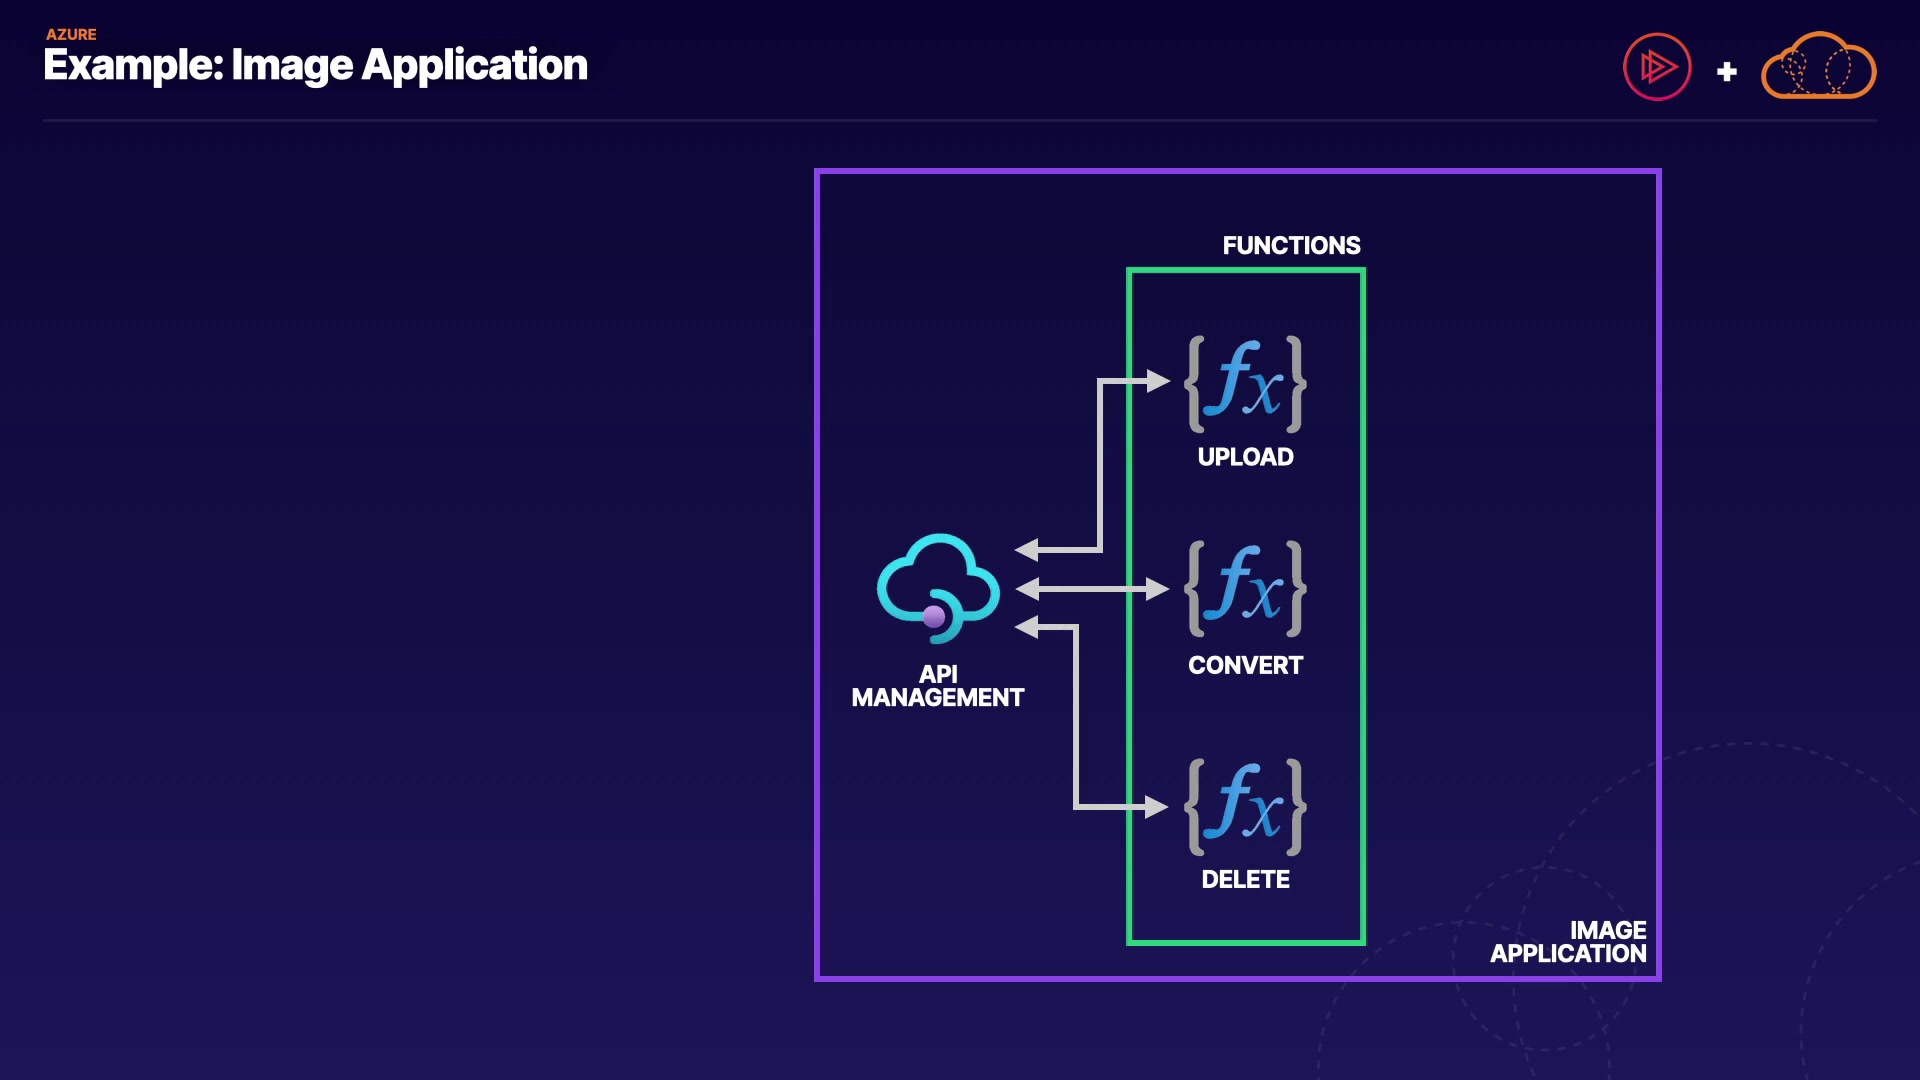 AZURE
Example: Image Application
FUNCTIONS
fx
UPLOAD
fx
CONVERT
API
MANAGEMENT
fx
DELETE
IMAGE
APPLICATION